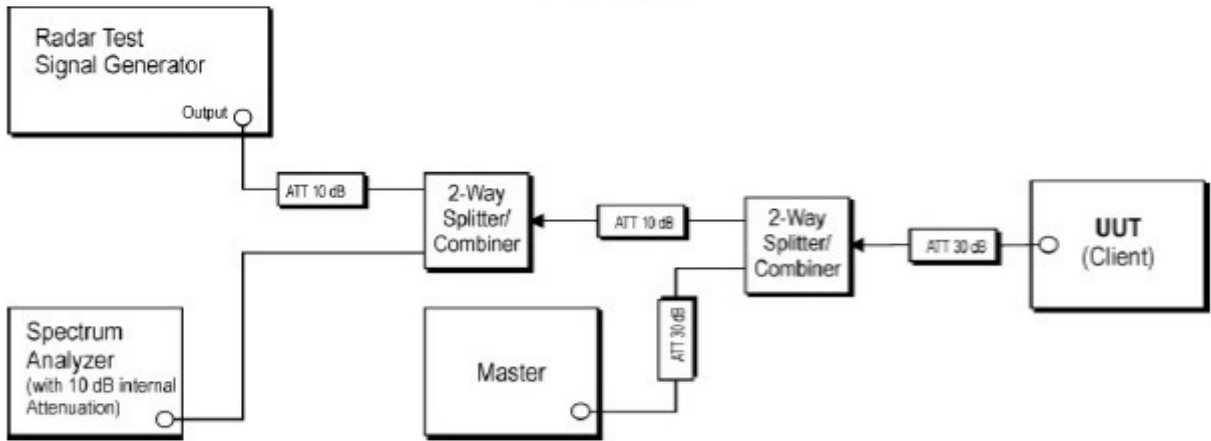 Radar Test
Signal Generator
Output
ATT 10 dB
2-Way
Splitter/
Combiner
ATT 10 dB
2-Way
Splitter/
Combiner
ATT 30 dB
UUT
(Client)
Spectrum
Analyzer
(with 10 dB internal
Attenuation)
Master
ATT 30 dB